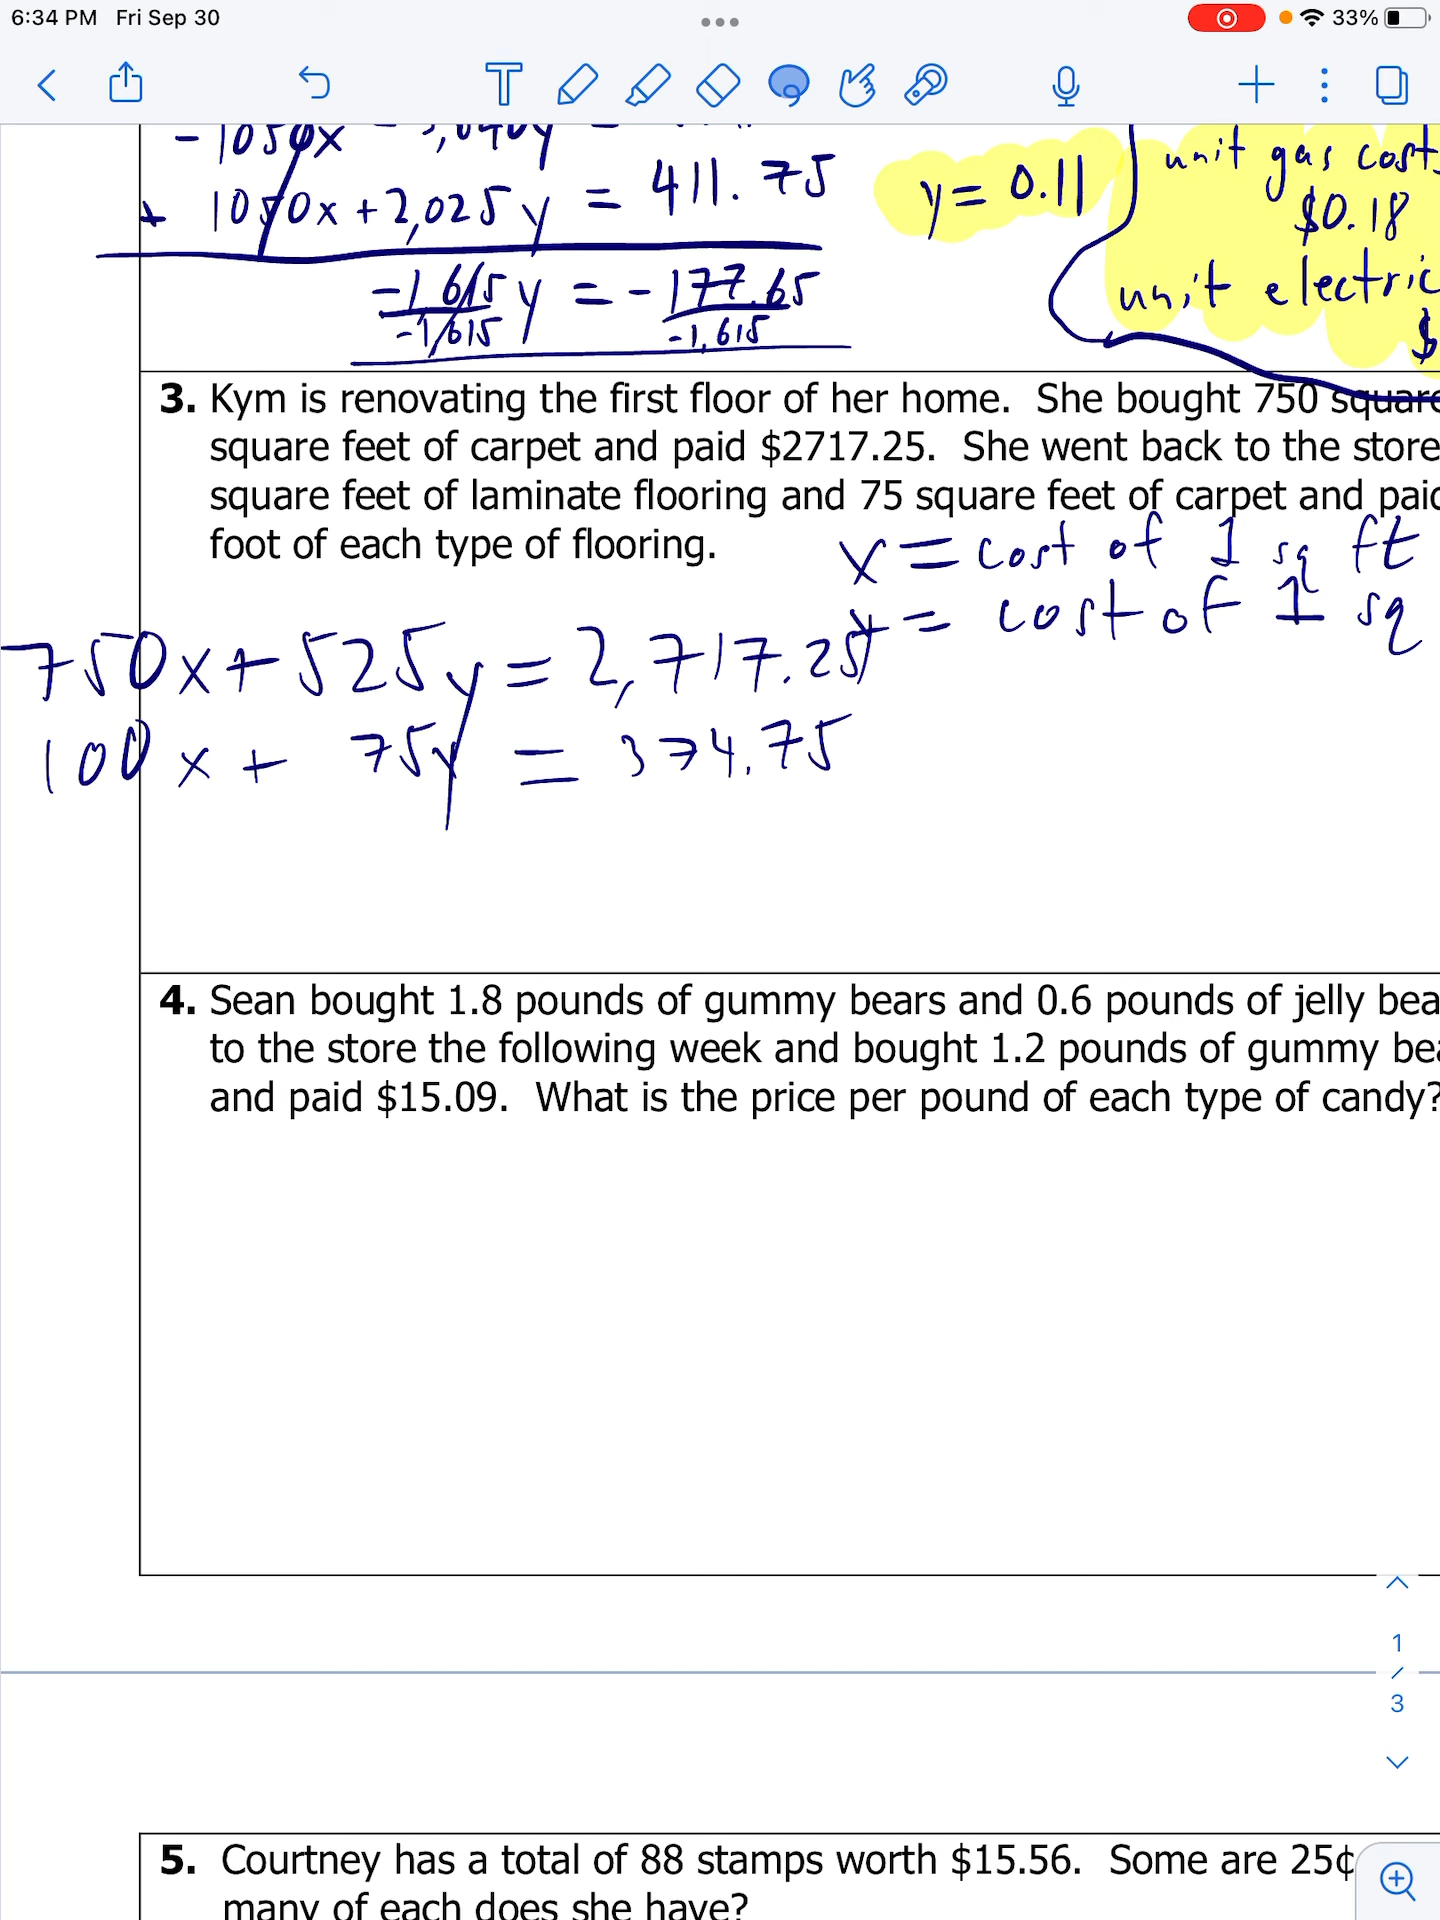 6:34 PM Fri Sep 30
33%
- 1050x
+ 1050x + 2,025y = 411.75
y = 0.11
unit gas cost
$0.18
unit electric
$
-1,615y = -177.65
-1,615 -1,615
3. Kym is renovating the first floor of her home. She bought 750 square
square feet of carpet and paid $2717.25. She went back to the store
square feet of laminate flooring and 75 square feet of carpet and paid
foot of each type of flooring.
x = cost of 1 sq ft
y = cost of 1 sq
750x + 525y = 2,717.25
100x + 75y = 374.75
4. Sean bought 1.8 pounds of gummy bears and 0.6 pounds of jelly bea
to the store the following week and bought 1.2 pounds of gummy bea
and paid $15.09. What is the price per pound of each type of candy?
1
/
3
5. Courtney has a total of 88 stamps worth $15.56. Some are 25¢
many of each does she have?